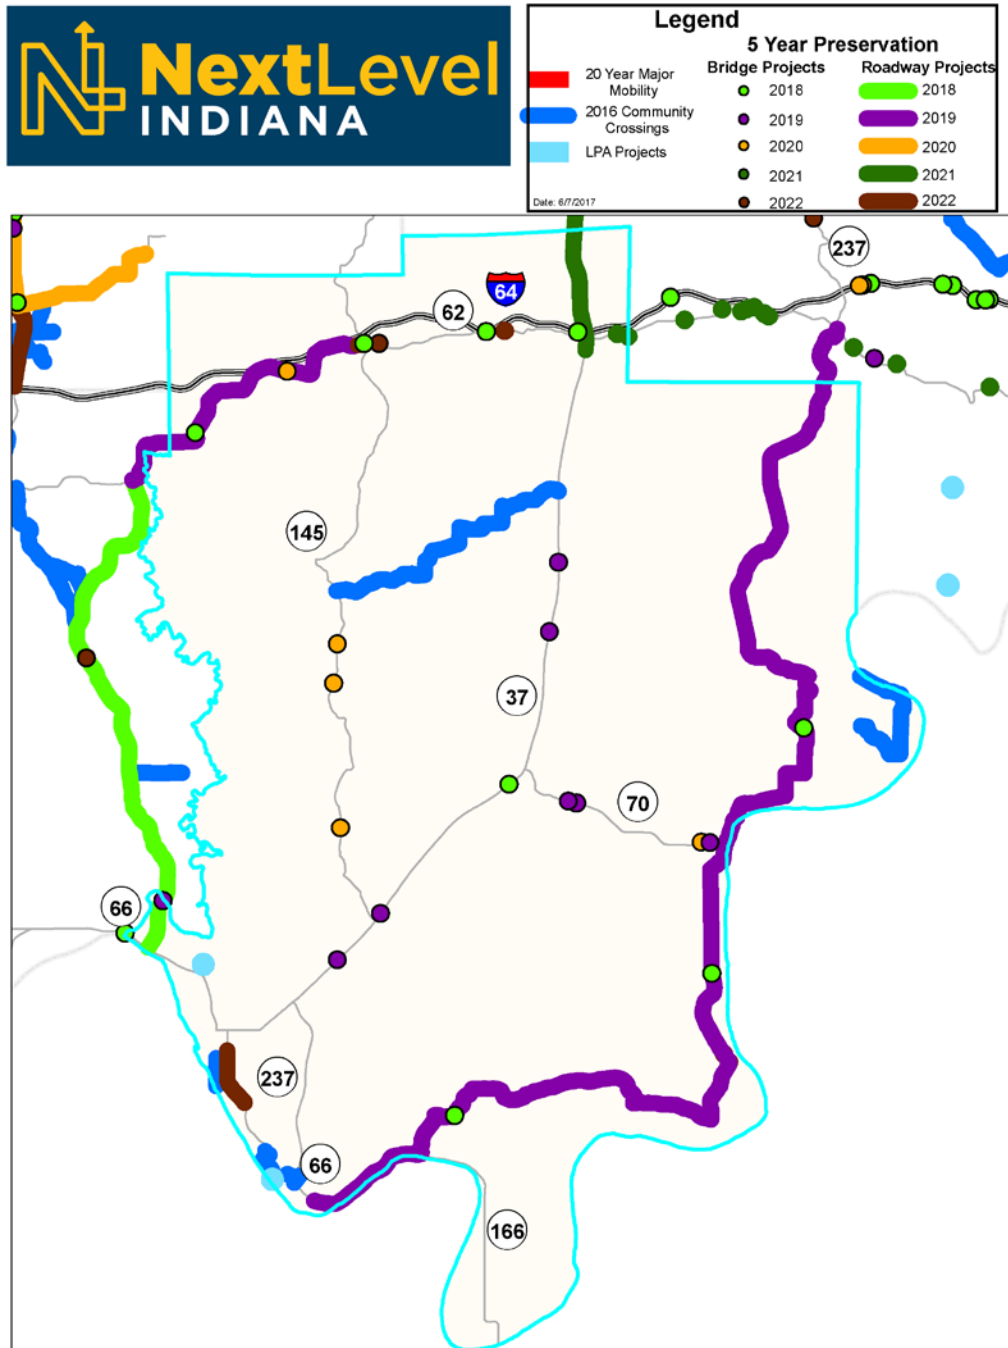 NextLevel
INDIANA
Legend
5 Year Preservation
Bridge Projects
Roadway Projects
20 Year Major
Mobility
2016 Community
Crossings
LPA Projects
2018
2019
2020
2021
2022
2018
2019
2020
2021
2022
Date: 6/7/2017
237
64
62
145
37
70
66
237
66
166